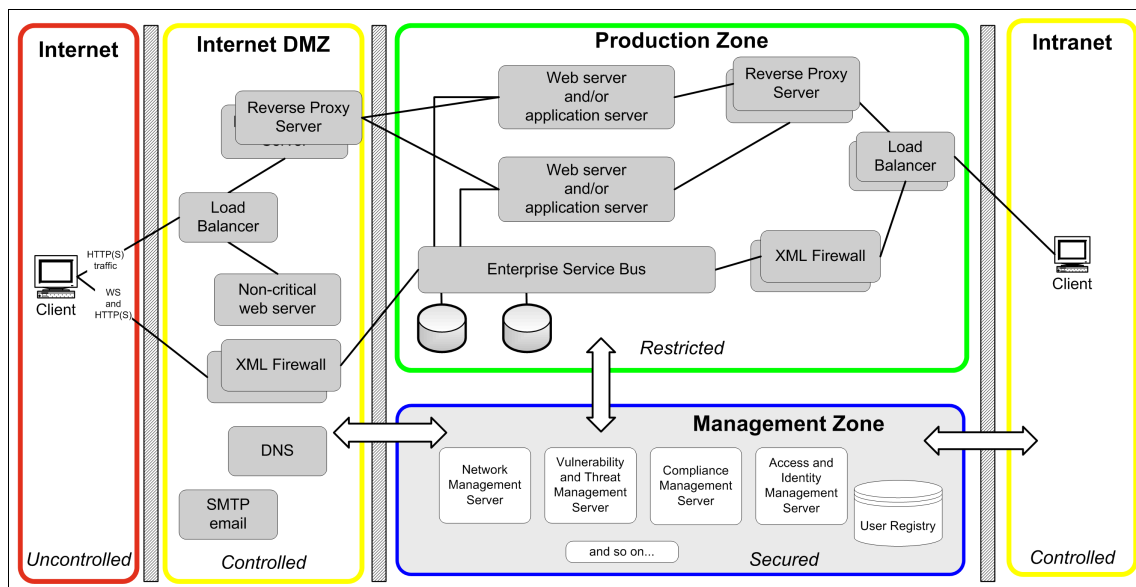 Internet
HTTP(S)
traffic
Client
WS
and
HTTP(S)
Uncontrolled
Internet DMZ
Reverse Proxy
Server
Load
Balancer
Non-critical
web server
XML Firewall
DNS
SMTP
email
Controlled
Production Zone
Web server
and/or
application server
Reverse Proxy
Server
Web server
and/or
application server
Load
Balancer
Enterprise Service Bus
XML Firewall
Restricted
Management Zone
Network
Management
Server
Vulnerability
and Threat
Management
Server
Compliance
Management
Server
Access and
Identity
Management
Server
User Registry
and so on...
Secured
Intranet
Client
Controlled